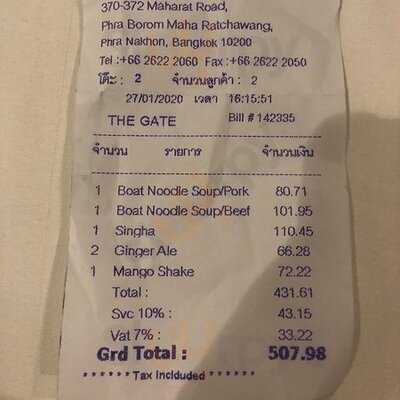 370-372 Maharat Road,
Phra Borom Maha Ratchawang,
Phra Nakhon, Bangkok 10200
Tel :+66 2622 2060 Fax :+66 2622 2050
โต๊ะ : 2 จำนวนลูกค้า : 2
27/01/2020 เวลา 16:15:51
THE GATE Bill # 142335
จำนวน รายการ จำนวนเงิน
1 Boat Noodle Soup/Pork 80.71
1 Boat Noodle Soup/Beef 101.95
1 Singha 110.45
2 Ginger Ale 66.28
1 Mango Shake 72.22
Total : 431.61
Svc 10% : 43.15
Vat 7% : 33.22
Grd Total : 507.98
****** Tax Incloded ******